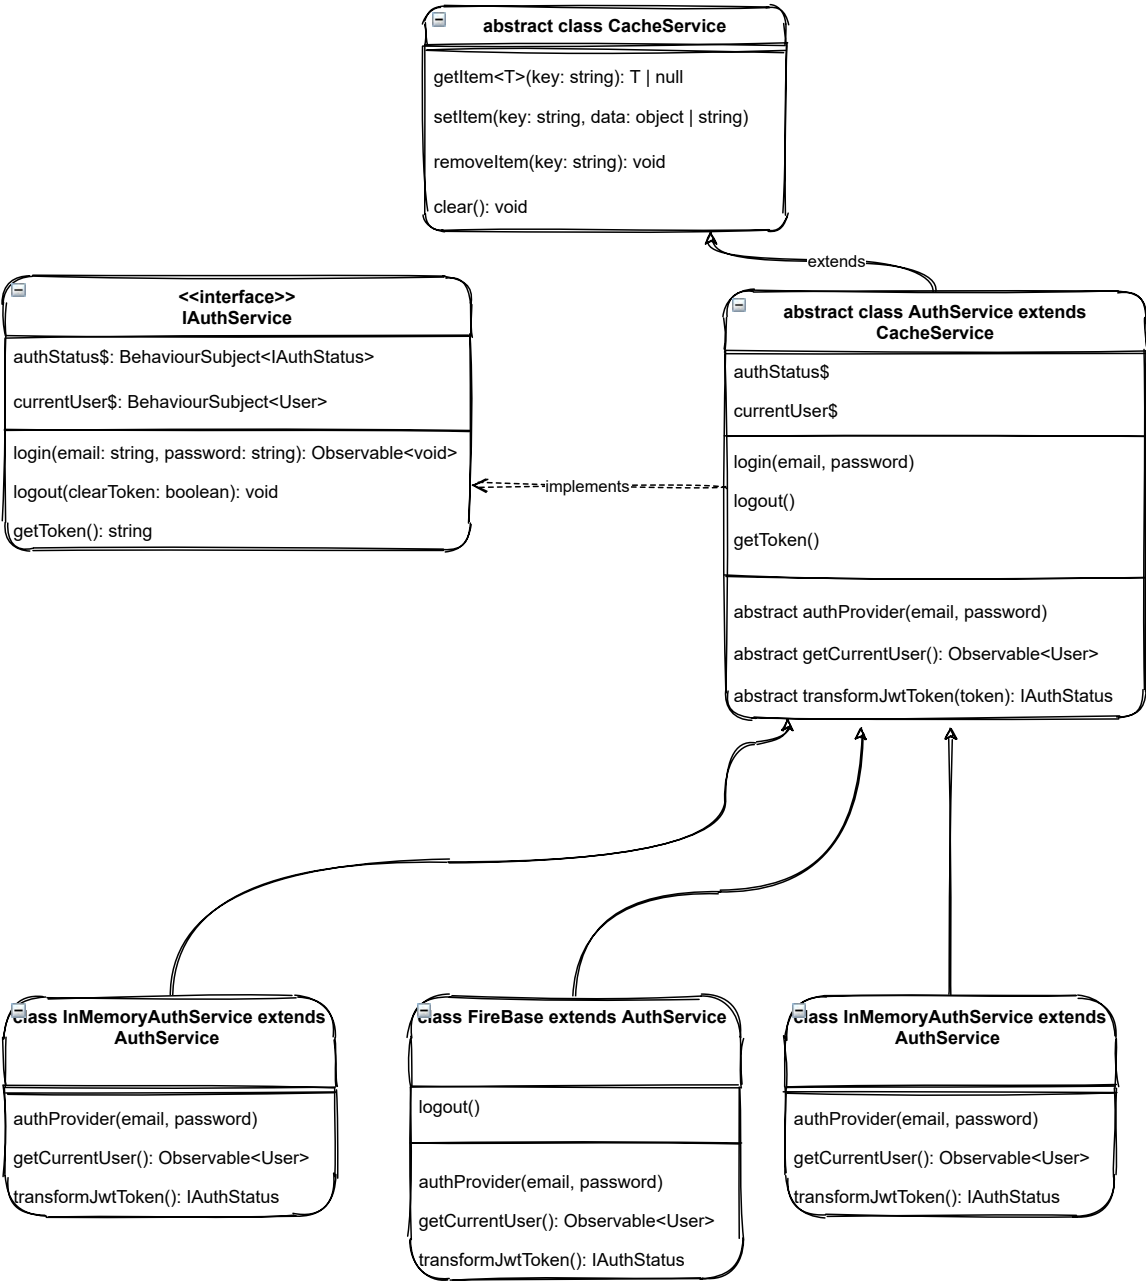 abstract class CacheService
getItem<T>(key: string): T | null
setItem(key: string, data: object | string)
removeItem(key: string): void
clear(): void
extends
<<interface>>
IAuthService
authStatus$: BehaviourSubject<IAuthStatus>
currentUser$: BehaviourSubject<User>
login(email: string, password: string): Observable<void>
logout(clearToken: boolean): void
getToken(): string
implements
abstract class AuthService extends
CacheService
authStatus$
currentUser$
login(email, password)
logout()
getToken()
abstract authProvider(email, password)
abstract getCurrentUser(): Observable<User>
abstract transformJwtToken(token): IAuthStatus
class InMemoryAuthService extends
AuthService
authProvider(email, password)
getCurrentUser(): Observable<User>
transformJwtToken(): IAuthStatus
class FireBase extends AuthService
logout()
authProvider(email, password)
getCurrentUser(): Observable<User>
transformJwtToken(): IAuthStatus
class InMemoryAuthService extends
AuthService
authProvider(email, password)
getCurrentUser(): Observable<User>
transformJwtToken(): IAuthStatus